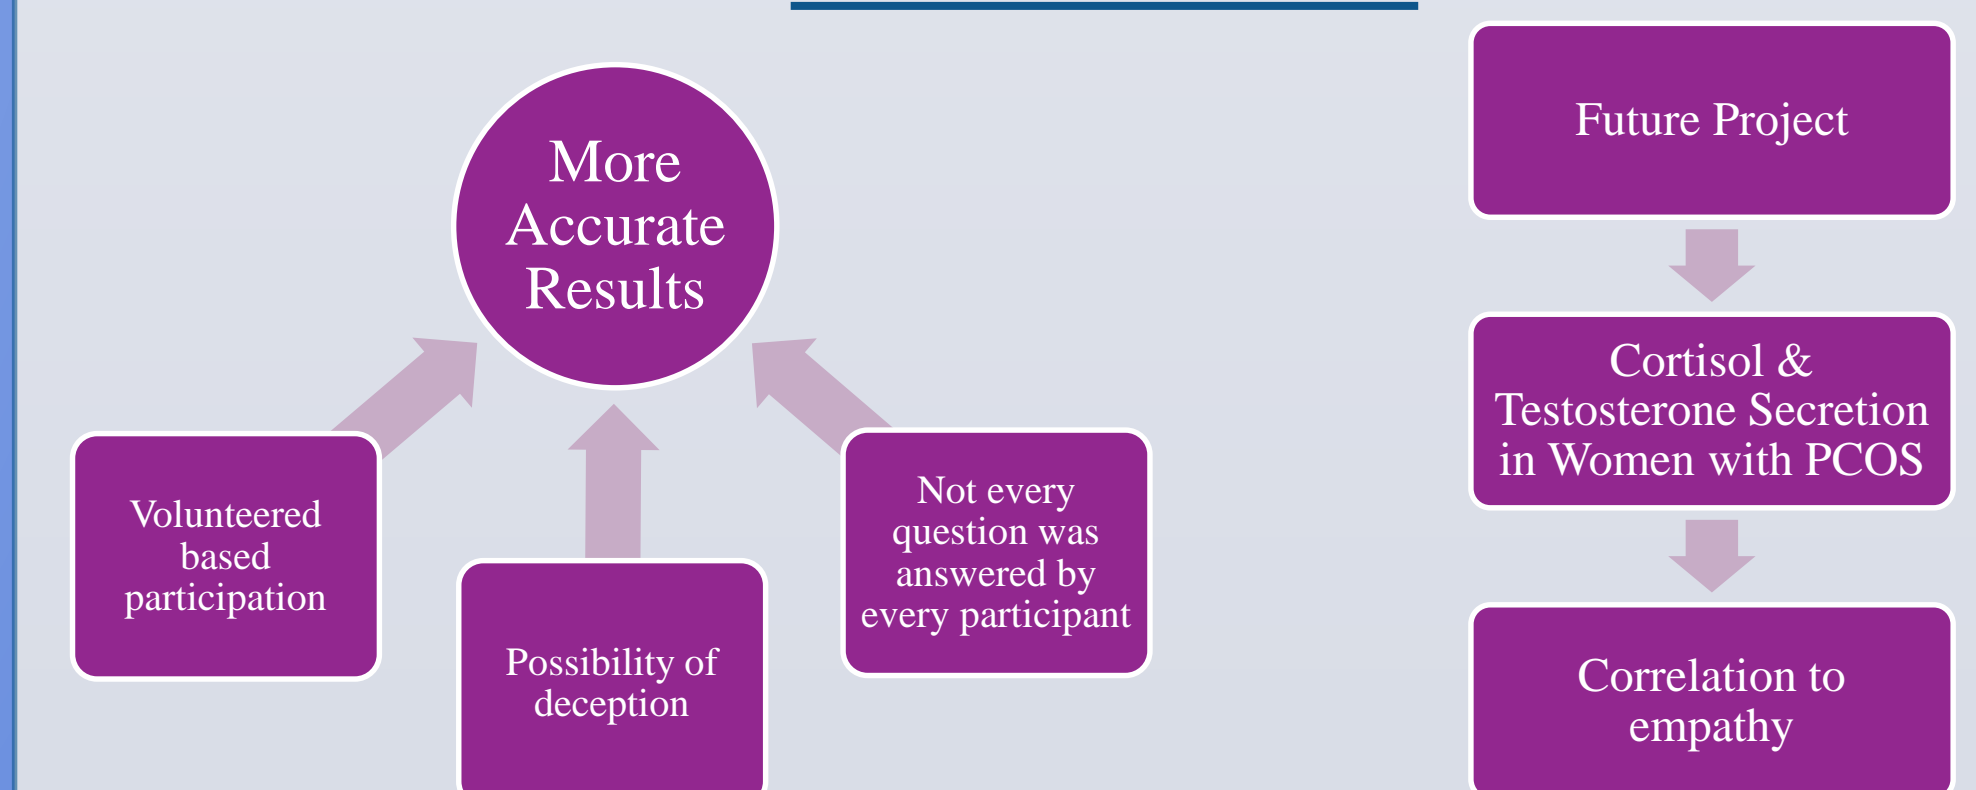 More
Accurate
Results
Volunteered
based
participation
Possibility of
deception
Not every
question was
answered by
every participant
Future Project
Cortisol &
Testosterone Secretion
in Women with PCOS
Correlation to
empathy